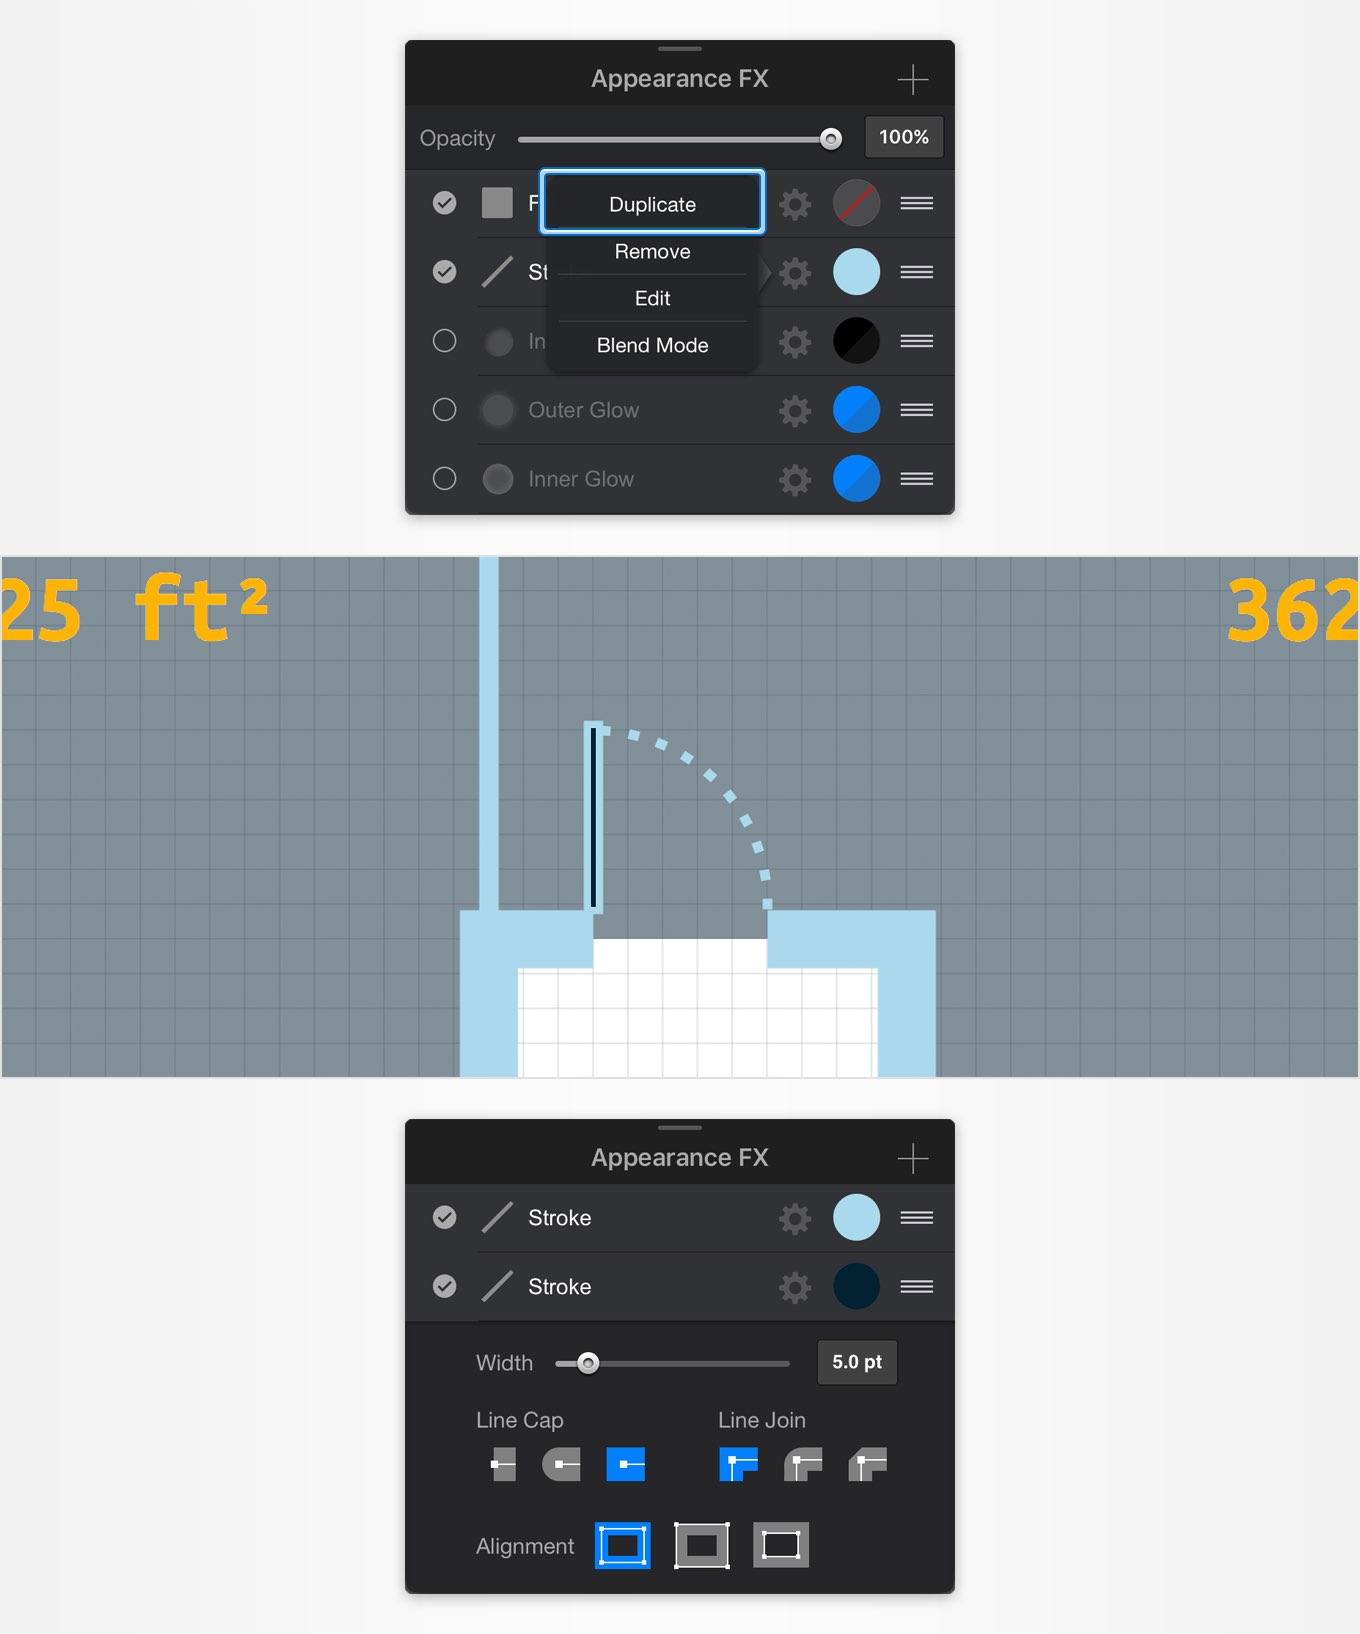 Appearance FX
Opacity 100%
F
Duplicate
Remove
St
Edit
In
Blend Mode
Outer Glow
Inner Glow
25 ft²
362
Appearance FX
Stroke
Stroke
Width 5.0 pt
Line Cap Line Join
Alignment